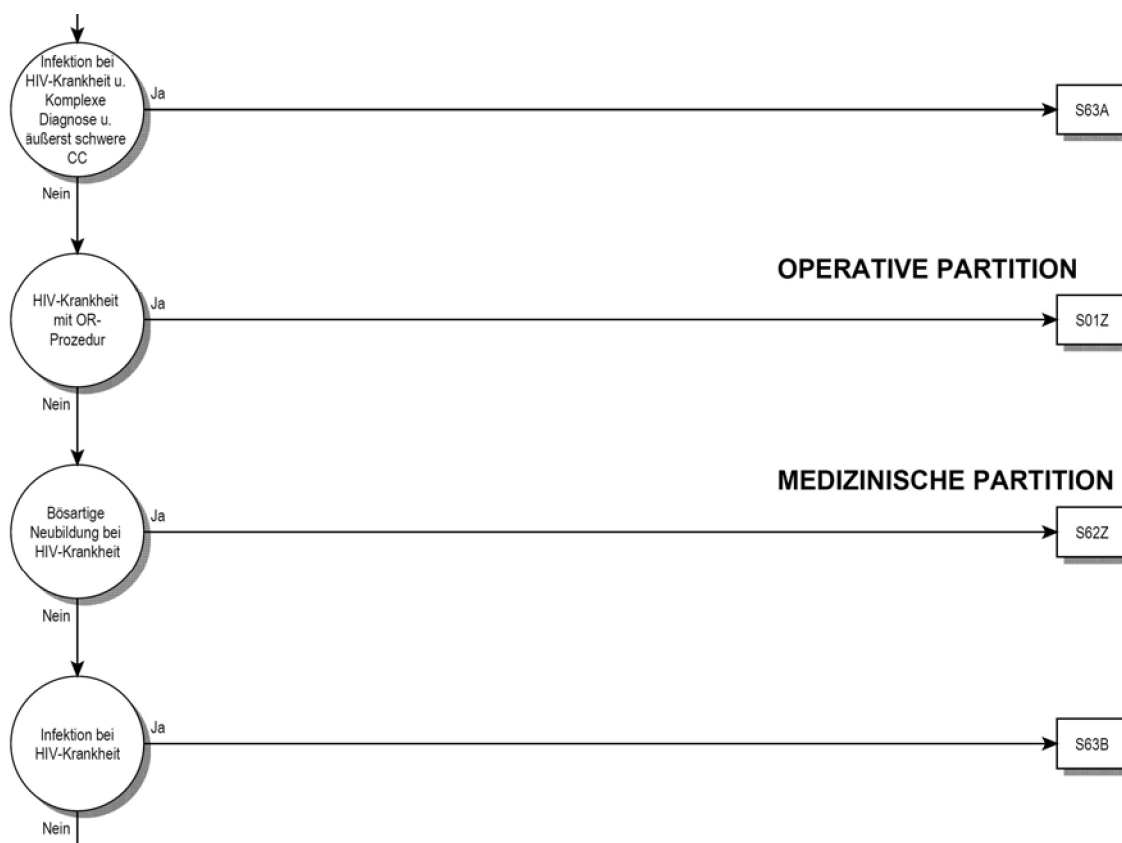 Infektion bei
HIV-Krankheit u.
Komplexe
Diagnose u.
äußerst schwere
CC
Ja
S63A
Nein
OPERATIVE PARTITION
HIV-Krankheit
mit OR-
Prozedur
Ja
S01Z
Nein
MEDIZINISCHE PARTITION
Bösartige
Neubildung bei
HIV-Krankheit
Ja
S62Z
Nein
Infektion bei
HIV-Krankheit
Ja
S63B
Nein